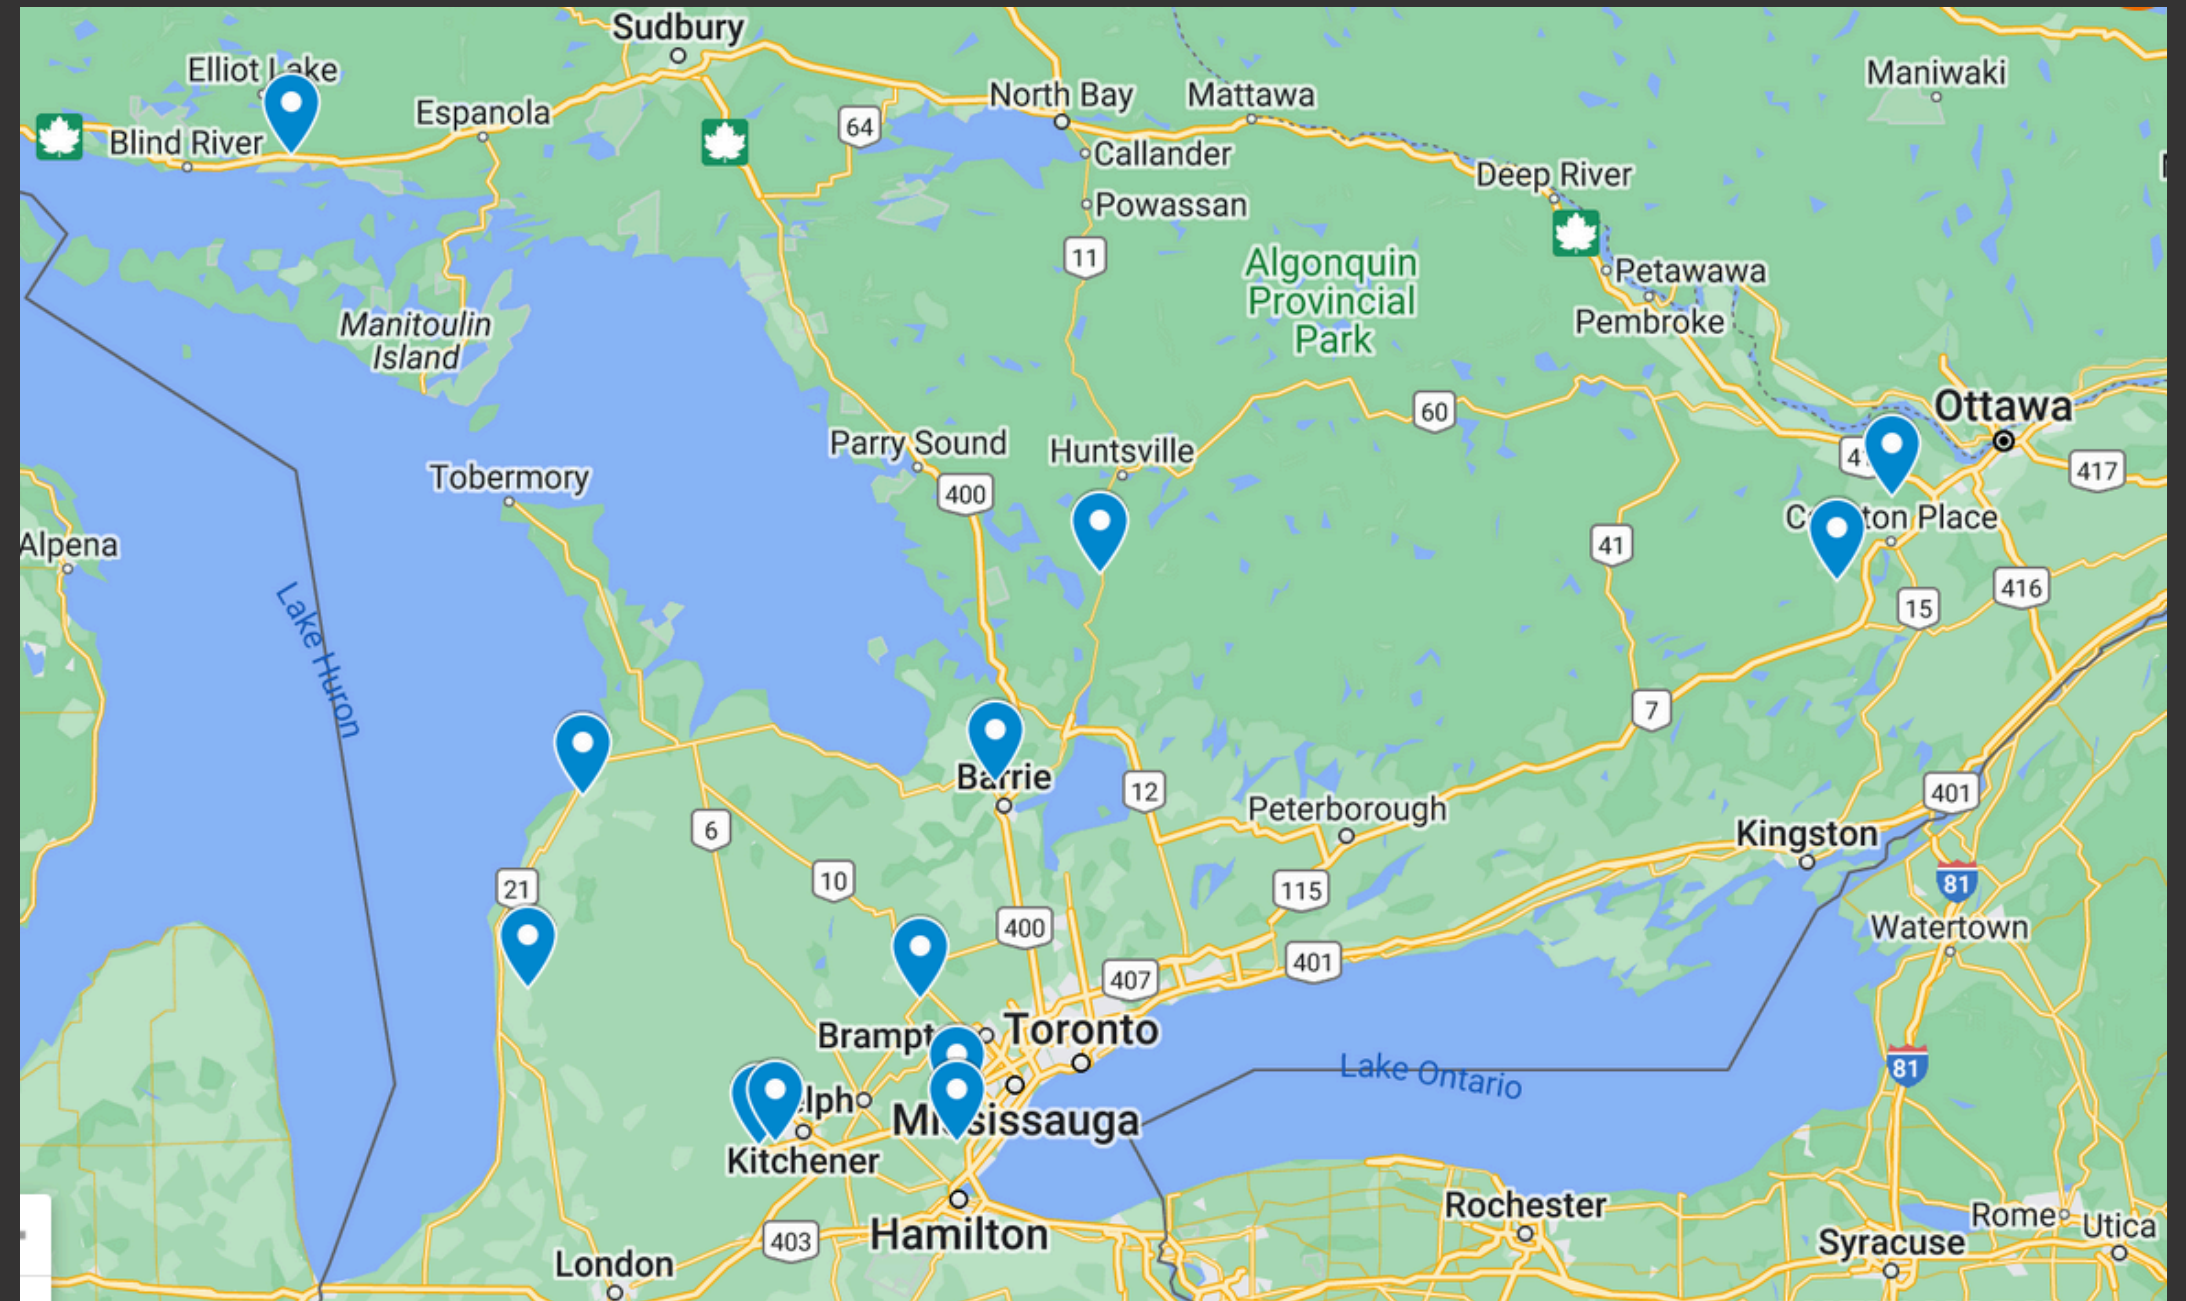 Sudbury
Elliot Lake
Maniwaki
North Bay
Mattawa
Espanola
64
Blind River
Callander
Deep River
Powassan
11
Algonquin
Provincial
Park
Petawawa
Pembroke
Manitoulin
Island
Ottawa
60
Parry Sound
Huntsville
417
Tobermory
400
Alpena
ton Place
41
416
15
Lake Huron
7
Barrie
12
Peterborough
401
Kingston
6
10
21
115
81
400
Watertown
401
407
Brampt
Toronto
Lake Ontario
81
elph
Mississauga
Kitchener
Rochester
Rome
Utica
Hamilton
403
Syracuse
London